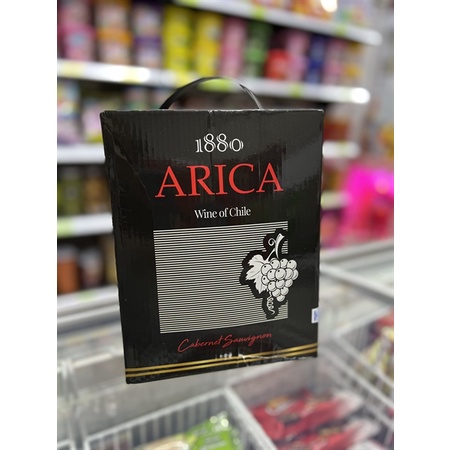 1880
ARICA
Wine of Chile
Cabernet Sauvignon